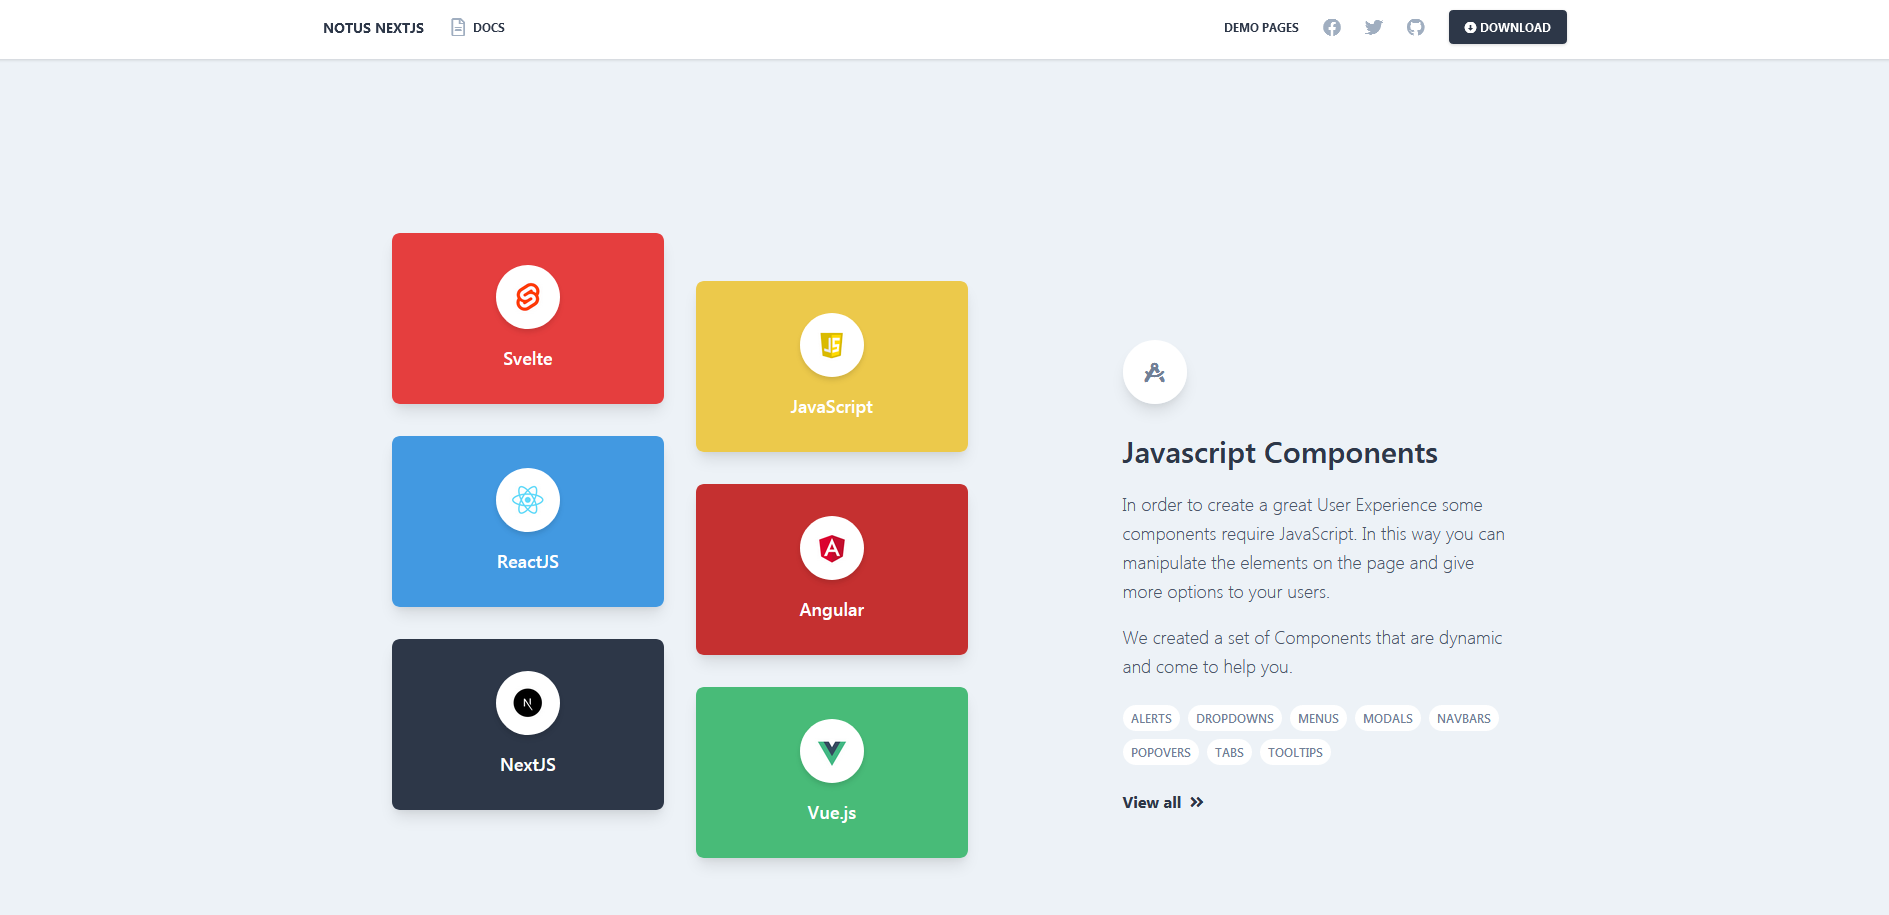 NOTUS NEXTJS
DOCS
DEMO PAGES
DOWNLOAD
Svelte
ReactJS
NextJS
JS
JavaScript
A
Angular
N
Vue.js
Javascript Components
In order to create a great User Experience some
components require JavaScript. In this way you can
manipulate the elements on the page and give
more options to your users.
We created a set of Components that are dynamic
and come to help you.
ALERTS
DROPDOWNS
MENUS
MODALS
NAVBARS
POPOVERS
TABS
TOOLTIPS
View all